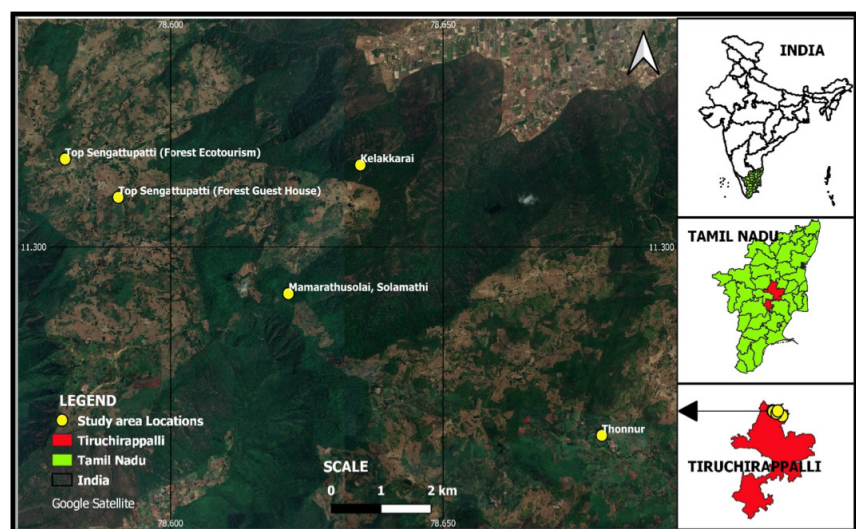 78.600
78.650
INDIA
Top Sengattupatti (Forest Ecotourism)
Kelakkarai
Top Sengattupatti (Forest Guest House)
11.300
11.300
TAMIL NADU
Mamarathusolai, Solamathi
LEGEND
Study area Locations
Tiruchirappalli
Tamil Nadu
India
Google Satellite
Thonnur
SCALE
0 1 2 km
TIRUCHIRAPPALLI
78.600
78.650